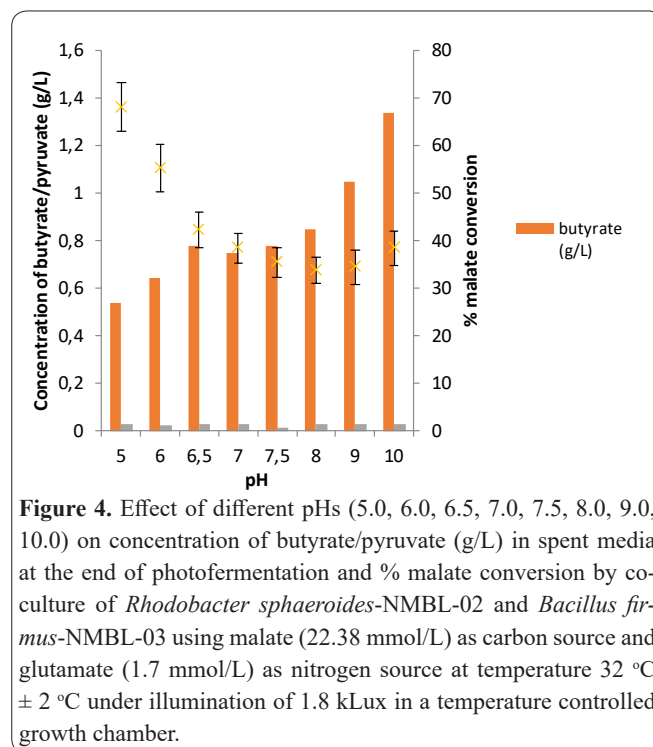 Concentration of butyrate/pyruvate (g/L)
1,6
1,4
1,2
1
0,8
0,6
0,4
0,2
0
80
70
60
50
40
30
20
10
0
% malate conversion
5 6 6,5 7 7,5 8 9 10
pH
butyrate
(g/L)
Figure 4. Effect of different pHs (5.0, 6.0, 6.5, 7.0, 7.5, 8.0, 9.0,
10.0) on concentration of butyrate/pyruvate (g/L) in spent media
at the end of photofermentation and % malate conversion by co-
culture of Rhodobacter sphaeroides-NMBL-02 and Bacillus fir-
mus-NMBL-03 using malate (22.38 mmol/L) as carbon source and
glutamate (1.7 mmol/L) as nitrogen source at temperature 32 °C
± 2 °C under illumination of 1.8 kLux in a temperature controlled
growth chamber.